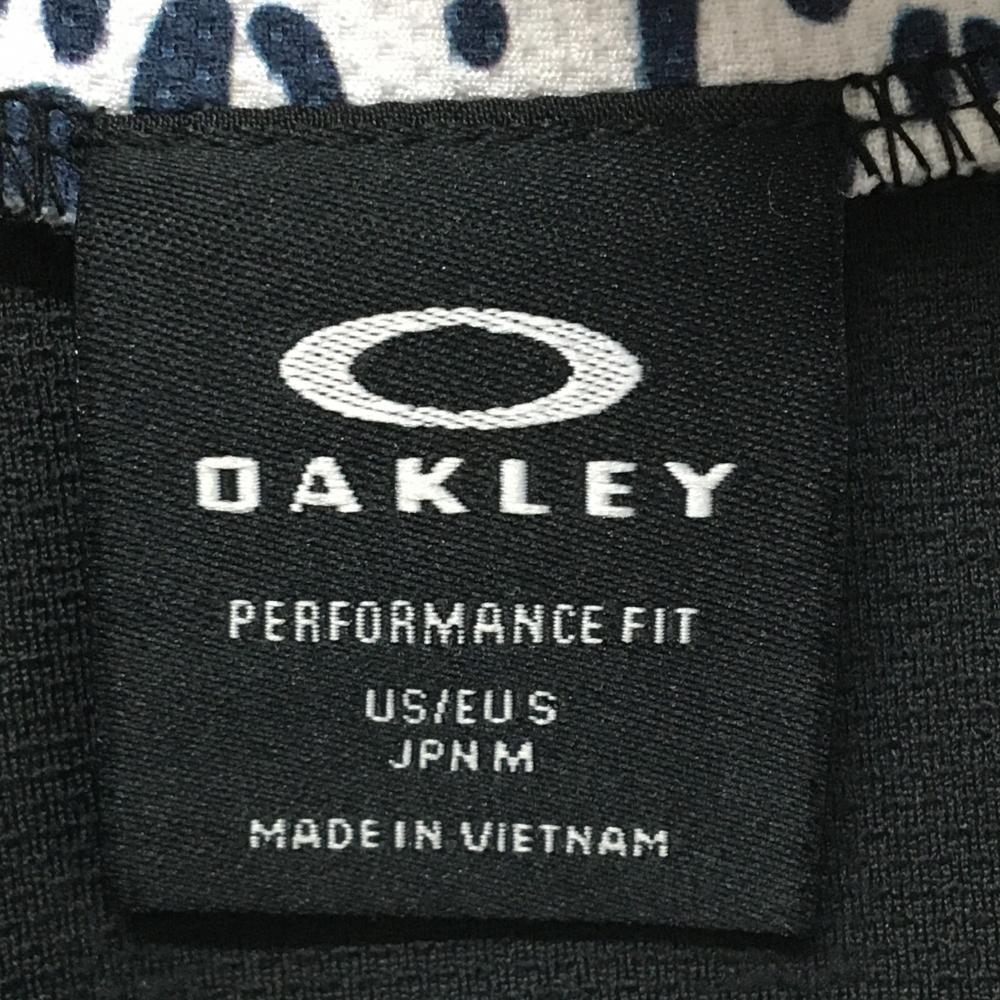 OAKLEY
PERFORMANCE FIT
US/EU S
JPN M
MADE IN VIETNAM